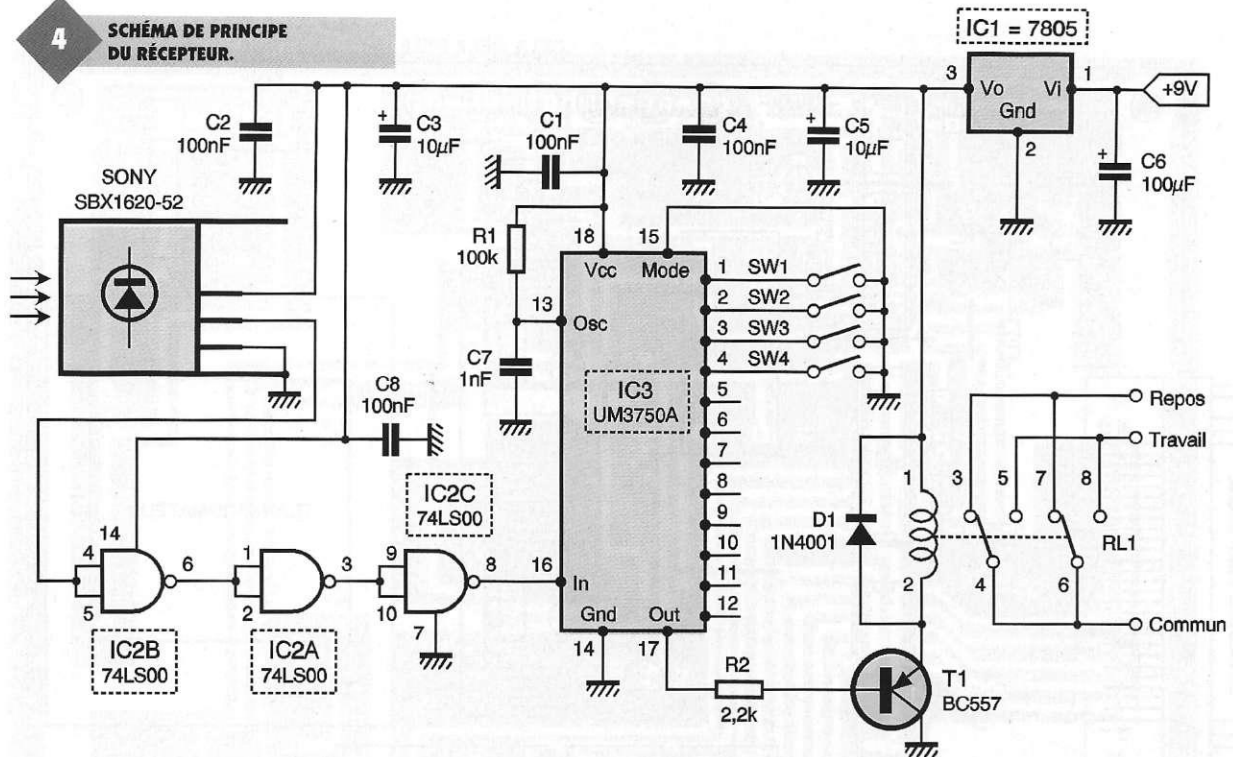 4
SCHÉMA DE PRINCIPE
DU RÉCEPTEUR.
IC1 = 7805
3
Vo
Vi
1
+9V
Gnd
2
C2
100nF
+
C3
10µF
C1
100nF
C4
100nF
+
C5
10µF
+
C6
100µF
SONY
SBX1620-52
R1
100k
18
15
Vcc
Mode
1
SW1
2
SW2
3
SW3
4
SW4
5
6
7
8
9
10
11
12
13
Osc
C7
1nF
IC3
UM3750A
C8
100nF
Repos
Travail
Commun
1
3
5
7
8
D1
1N4001
RL1
2
4
6
14
4
5
6
1
2
3
IC2C
74LS00
9
10
8
7
16
In
Gnd
Out
14
17
IC2B
74LS00
IC2A
74LS00
R2
2,2k
T1
BC557